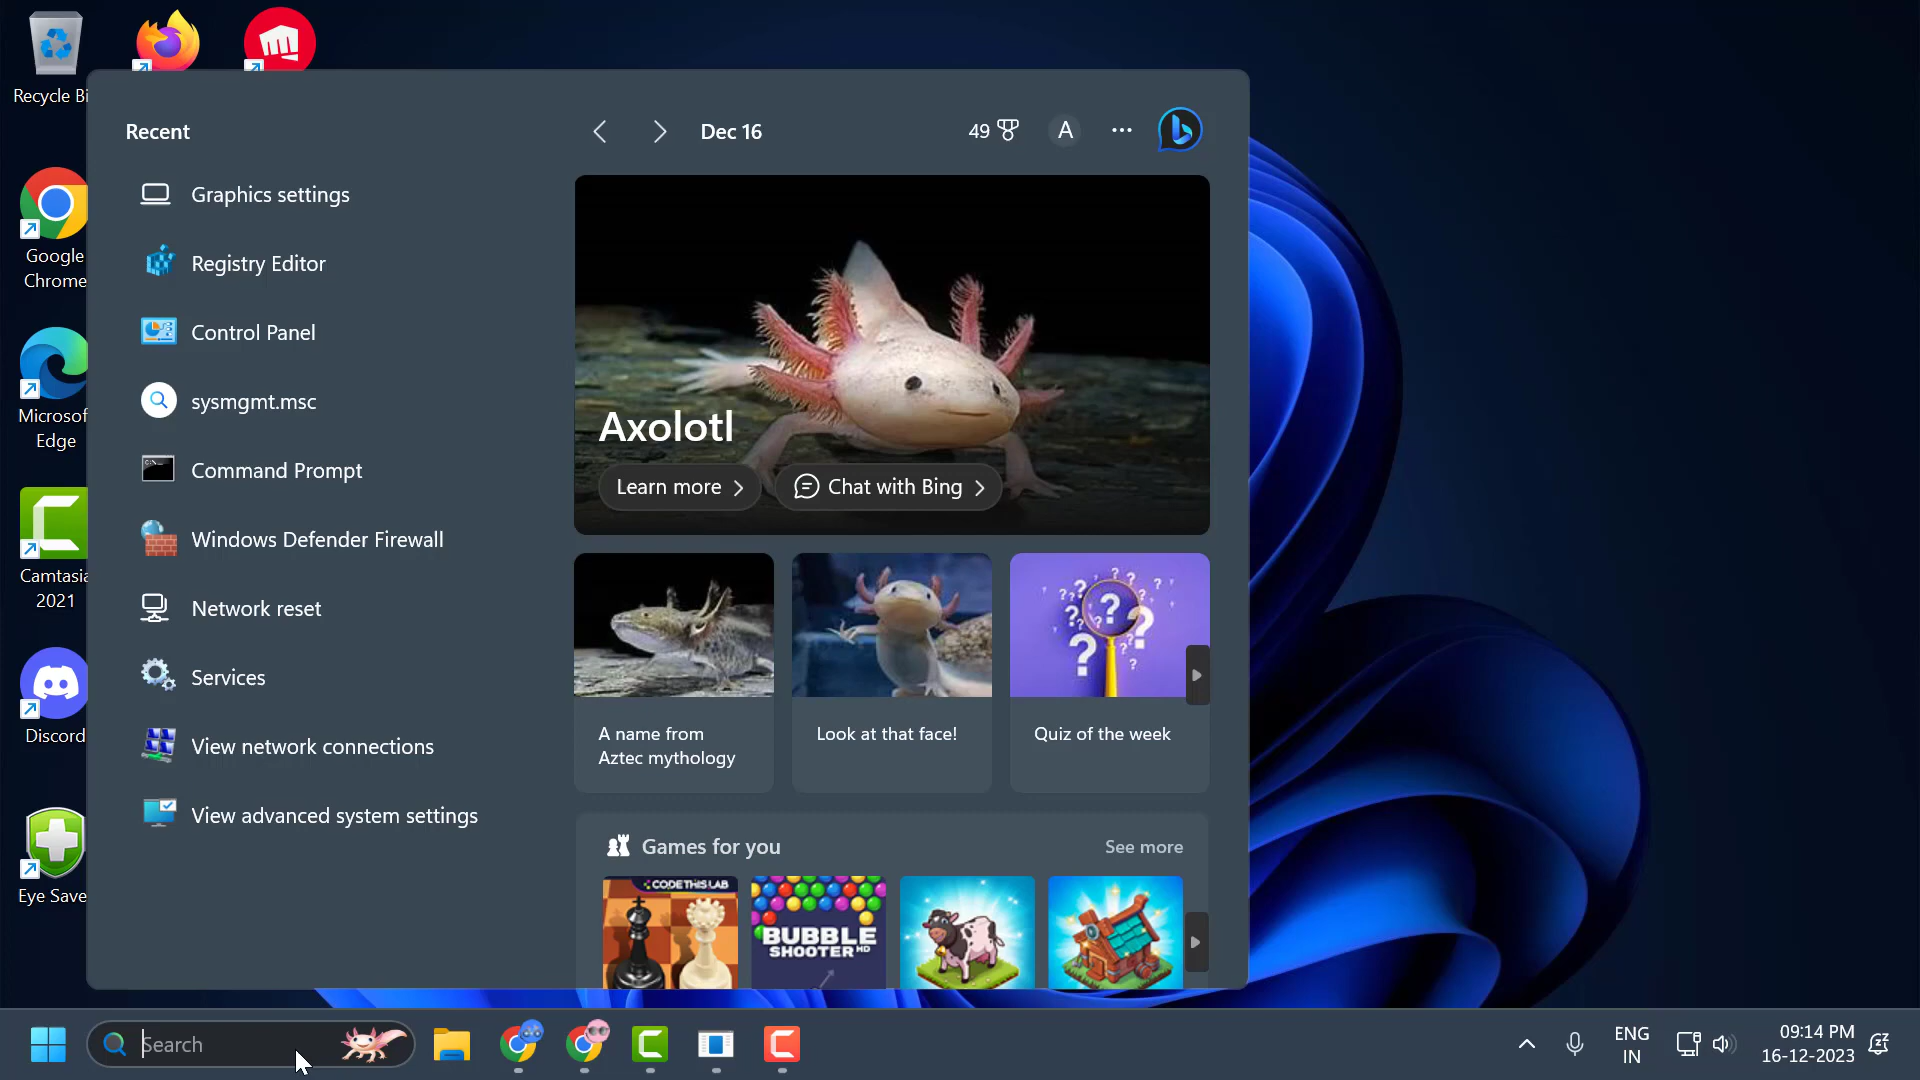 Recycle Bi
Google
Chrome
Microsof
Edge
Camtasia
2021
Discord
Eye Save
Recent
Graphics settings
Registry Editor
Control Panel
sysmgmt.msc
Command Prompt
Windows Defender Firewall
Network reset
Services
View network connections
View advanced system settings
Dec 16
49
A
Axolotl
Learn more
Chat with Bing
A name from
Aztec mythology
Look at that face!
Quiz of the week
Games for you
See more
CODETHISLAB
BUBBLE
SHOOTER HD
Search
ENG
IN
09:14 PM
16-12-2023